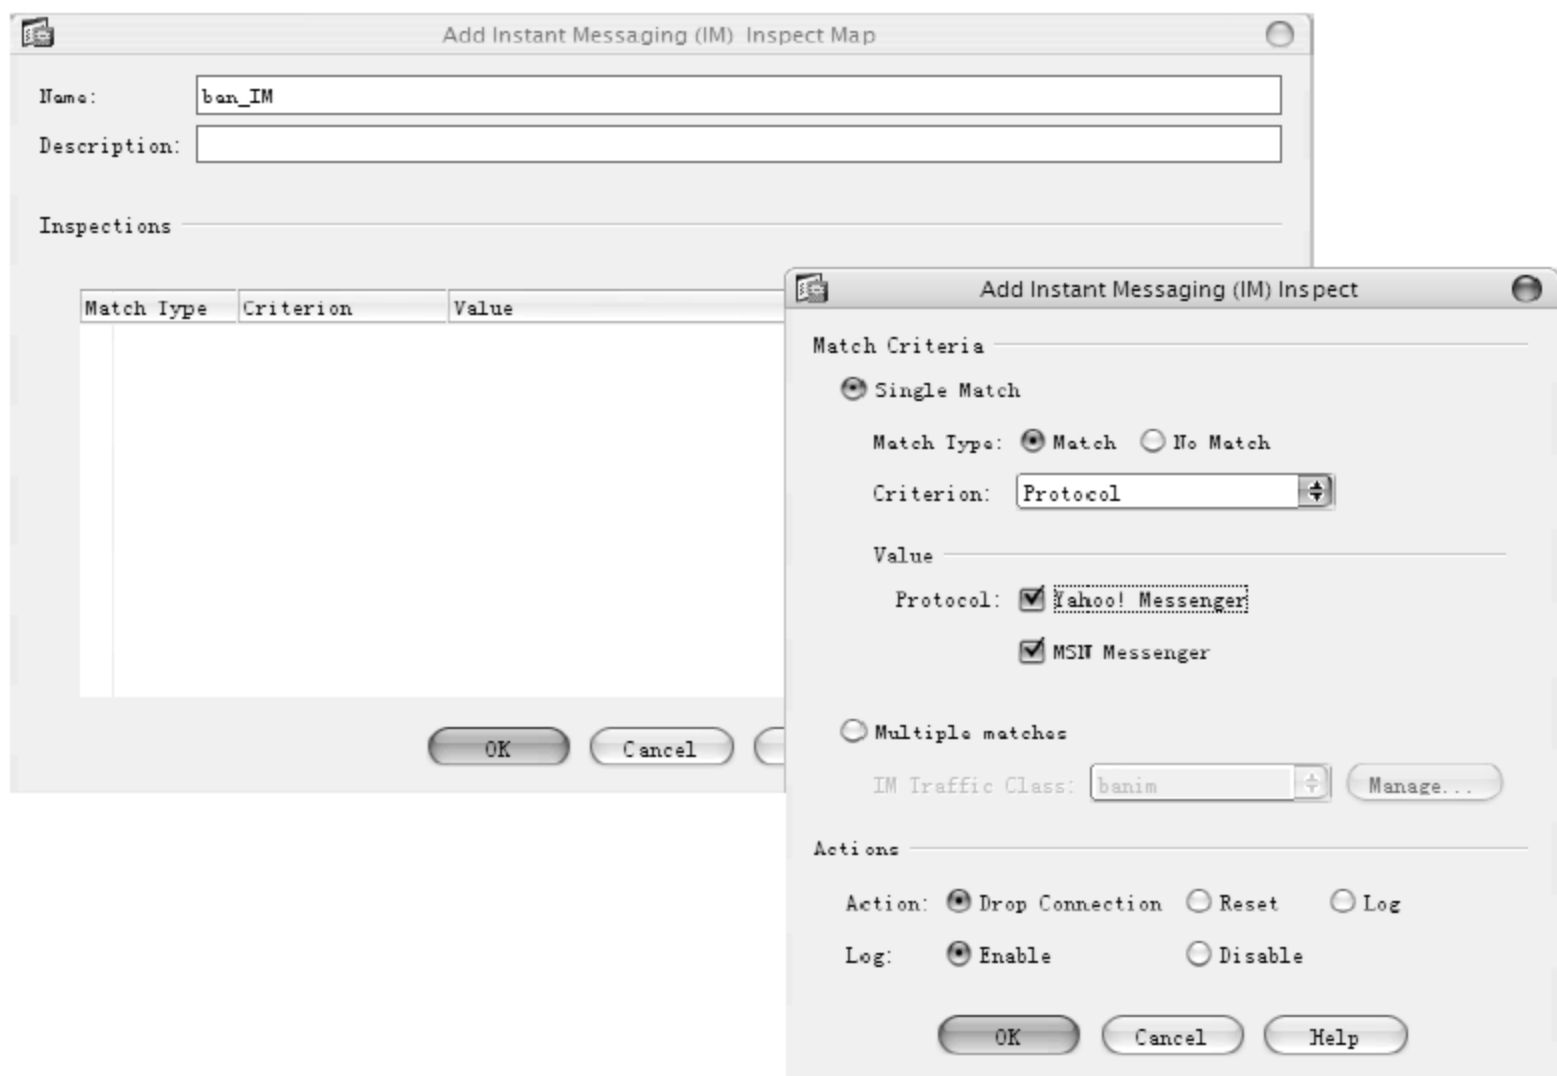 Add Instant Messaging (IM) Inspect Map
Name: ban_IM
Description:
Inspections
Match Type Criterion Value
OK Cancel
Add Instant Messaging (IM) Inspect
Match Criteria
Single Match
Match Type: Match No Match
Criterion: Protocol
Value
Protocol: Yahoo! Messenger
MSN Messenger
Multiple matches
IM Traffic Class: banim Manage...
Actions
Action: Drop Connection Reset Log
Log: Enable Disable
OK Cancel Help